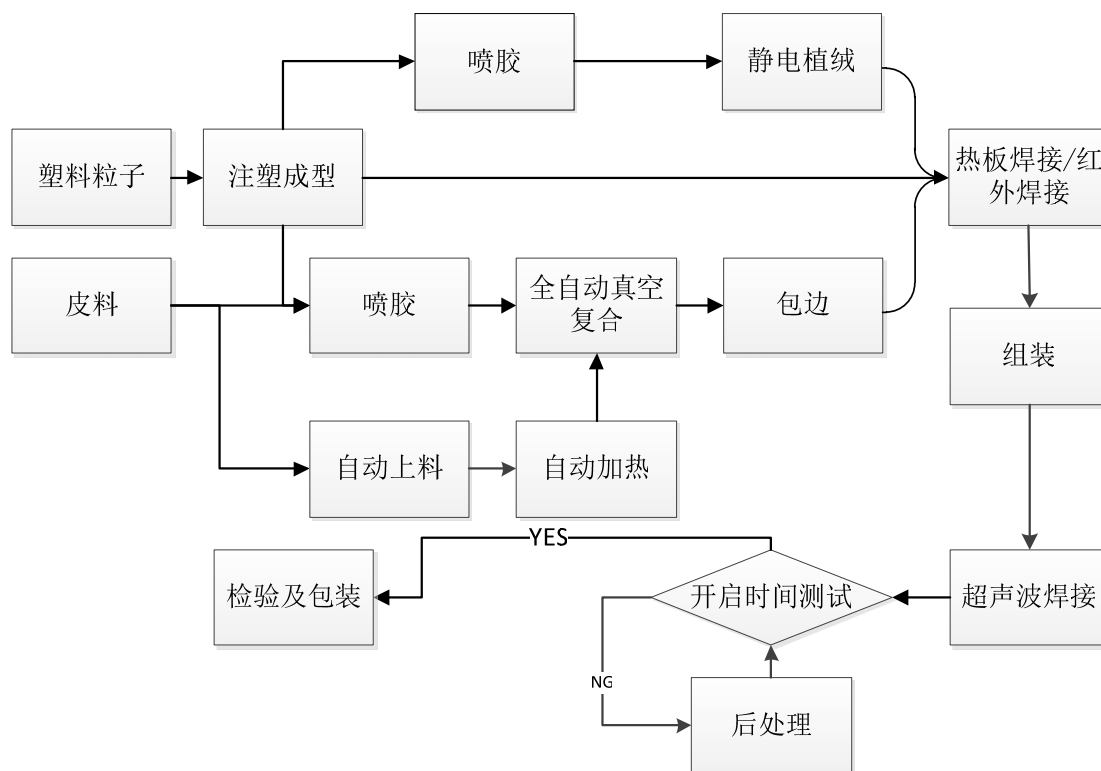 喷胶
静电植绒
塑料粒子
注塑成型
热板焊接/红
外焊接
皮料
喷胶
全自动真空
复合
包边
组装
自动上料
自动加热
YES
检验及包装
开启时间测试
超声波焊接
NG
后处理